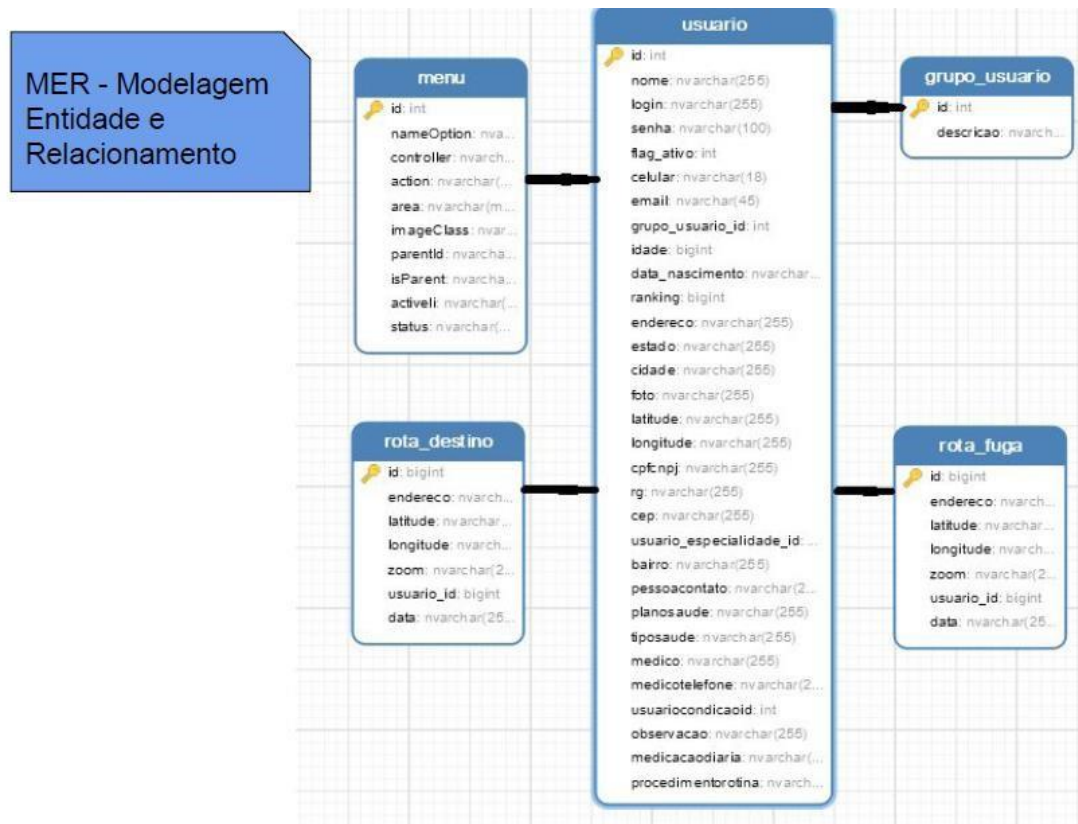 MER - Modelagem
Entidade e
Relacionamento
menu
id: int
nameOption: nva...
controller: nvarch...
action: nvarchar(...
area: nvarchar(m...
imageClass: nvar...
parentId: nvarcha...
isParent: nvarcha...
activeli: nvarchar(...
status: nvarchar(...
usuario
id: int
nome: nvarchar(255)
login: nvarchar(255)
senha: nvarchar(100)
flag_ativo: int
celular: nvarchar(18)
email: nvarchar(45)
grupo_usuario_id: int
idade: bigint
data_nascimento: nvarchar...
ranking: bigint
endereco: nvarchar(255)
estado: nvarchar(255)
cidade: nvarchar(255)
foto: nvarchar(255)
latitude: nvarchar(255)
longitude: nvarchar(255)
cpfcnpj: nvarchar(255)
rg: nvarchar(255)
cep: nvarchar(255)
usuario_especialidade_id: ...
bairro: nvarchar(255)
pessoacontato: nvarchar(2...
planosaude: nvarchar(255)
tiposaude: nvarchar(255)
medico: nvarchar(255)
medicotelefone: nvarchar(2...
usuariocondicaoid: int
observacao: nvarchar(255)
medicacaodiaria: nvarchar(...
procedimentorotina: nvarch...
grupo_usuario
id: int
descricao: nvarch...
rota_destino
id: bigint
endereco: nvarch...
latitude: nvarchar...
longitude: nvarch...
zoom: nvarchar(2...
usuario_id: bigint
data: nvarchar(25...
rota_fuga
id: bigint
endereco: nvarch...
latitude: nvarchar...
longitude: nvarch...
zoom: nvarchar(2...
usuario_id: bigint
data: nvarchar(25...